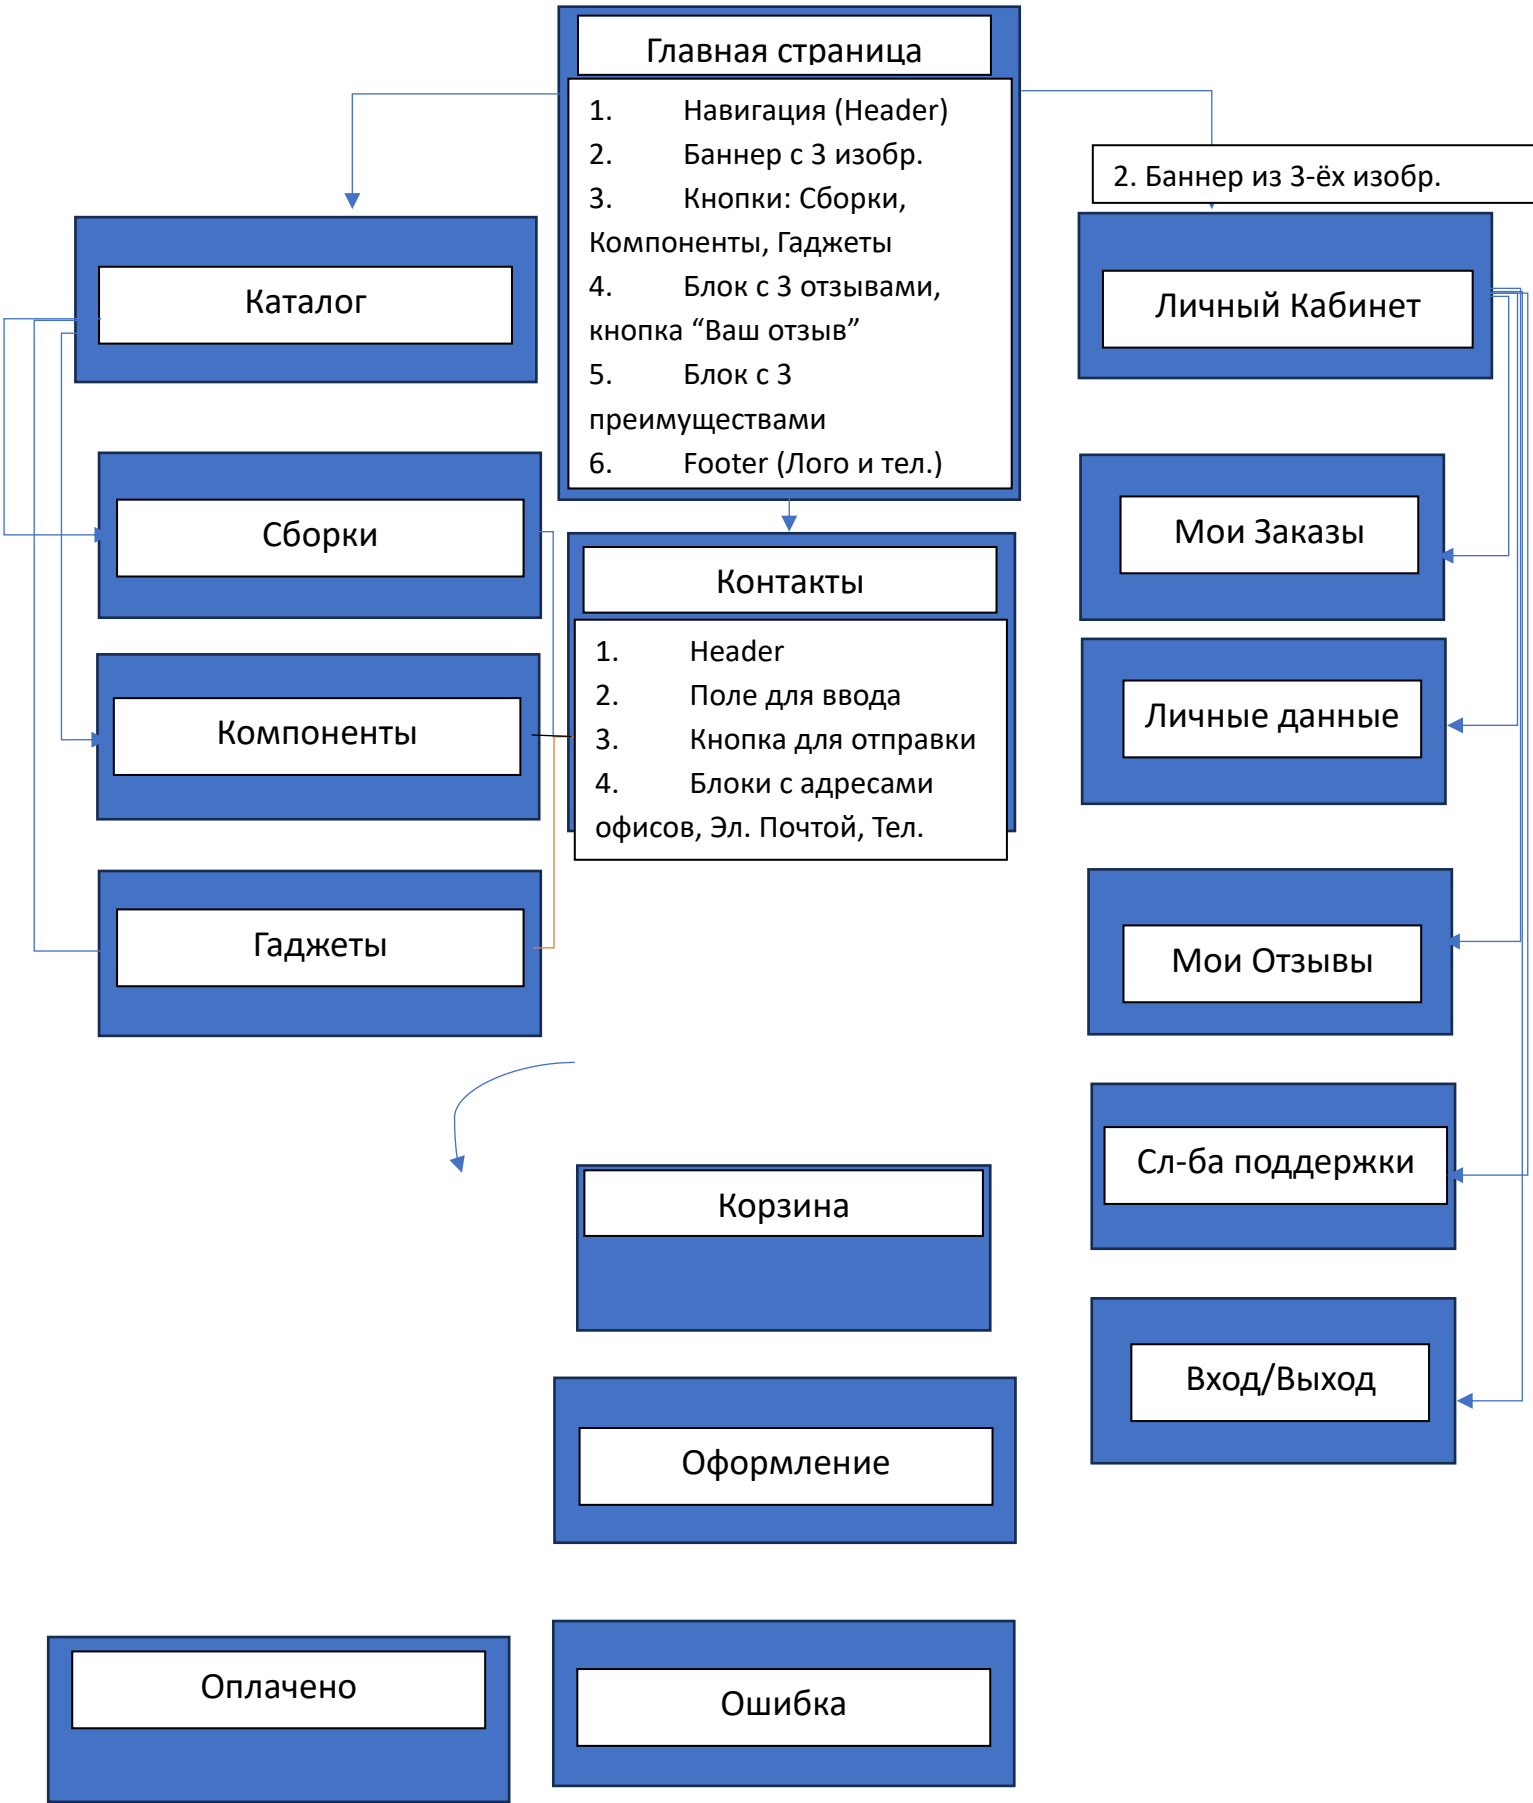 Главная страница
1. Навигация (Header)
2. Баннер с 3 изобр.
3. Кнопки: Сборки,
Компоненты, Гаджеты
4. Блок с 3 отзывами,
кнопка “Ваш отзыв”
5. Блок с 3
преимуществами
6. Footer (Лого и тел.)
2. Баннер из 3-ёх изобр.
Каталог
Личный Кабинет
Сборки
Компоненты
Гаджеты
Контакты
1. Header
2. Поле для ввода
3. Кнопка для отправки
4. Блоки с адресами
офисов, Эл. Почтой, Тел.
Мои Заказы
Личные данные
Мои Отзывы
Сл-ба поддержки
Вход/Выход
Корзина
Оформление
Оплачено
Ошибка